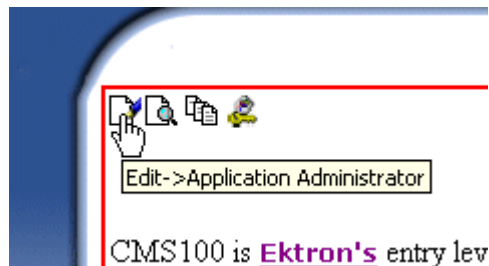 Edit->Application Administrator
CMS100 is Ektron's entry lev